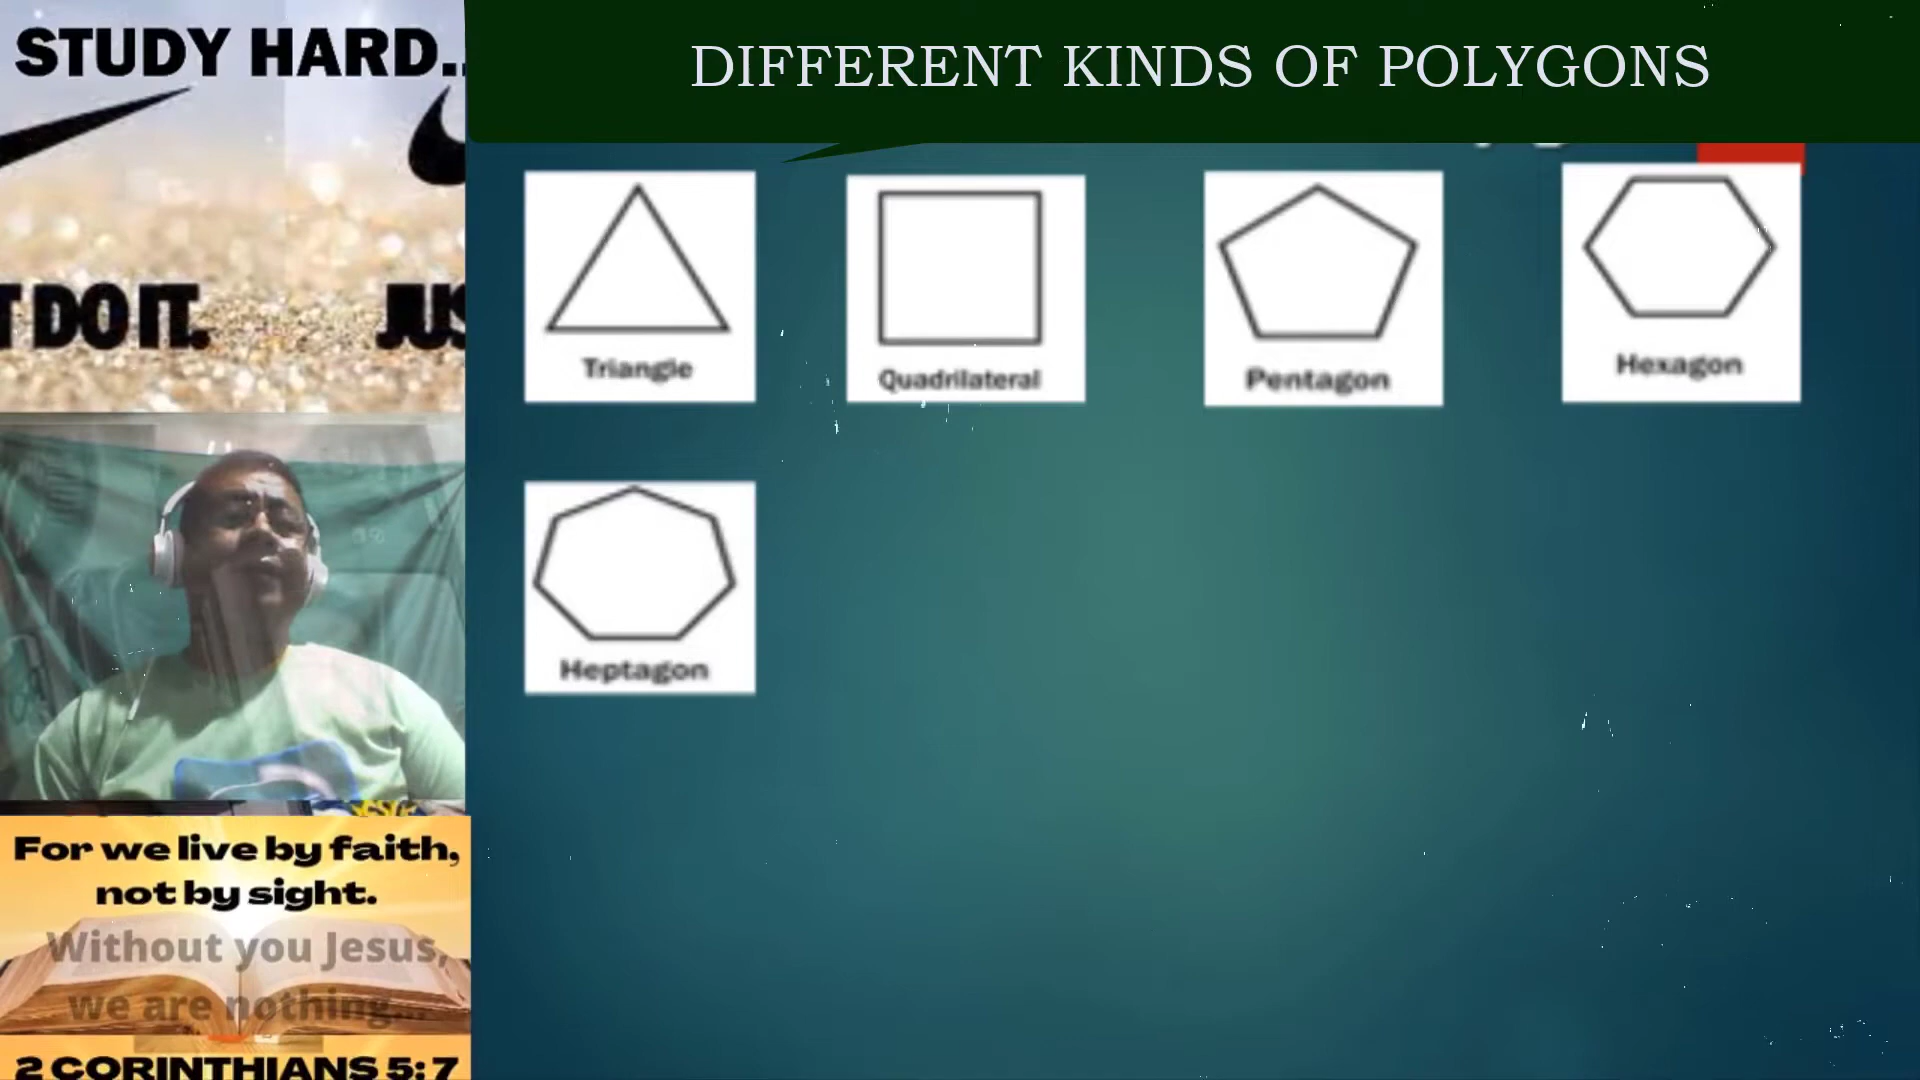 STUDY HARD..
T DO IT.
JUS
DIFFERENT KINDS OF POLYGONS
Triangle
Quadrilateral
Pentagon
Hexagon
Heptagon
For we live by faith,
not by sight.
Without you Jesus,
we are nothing...
2 CORINTHIANS 5:7